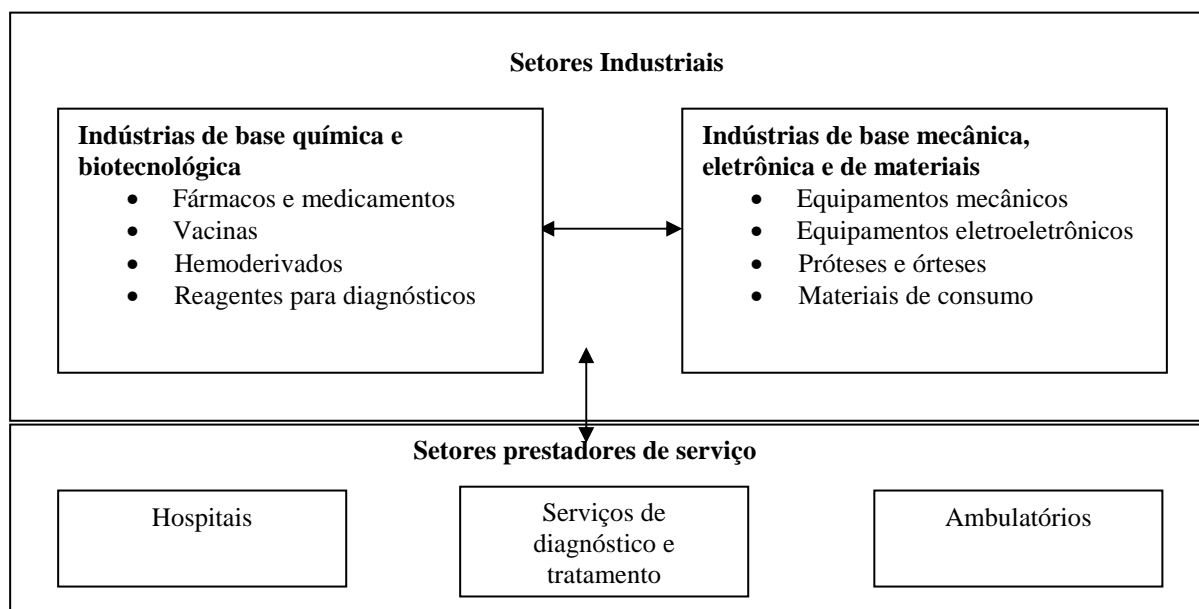 Setores Industriais
Indústrias de base química e
biotecnológica
• Fármacos e medicamentos
• Vacinas
• Hemoderivados
• Reagentes para diagnósticos
Indústrias de base mecânica,
eletrônica e de materiais
• Equipamentos mecânicos
• Equipamentos eletroeletrônicos
• Próteses e órteses
• Materiais de consumo
Setores prestadores de serviço
Hospitais
Serviços de
diagnóstico e
tratamento
Ambulatórios